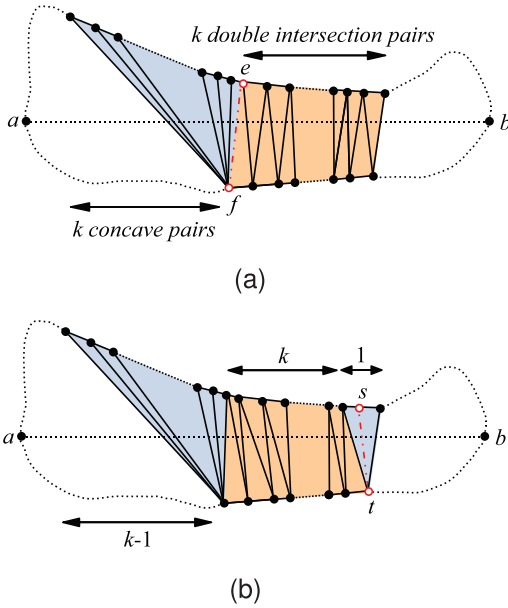 k double intersection pairs
e
a
b
f
k concave pairs
(a)
k
1
s
a
b
t
k-1
(b)